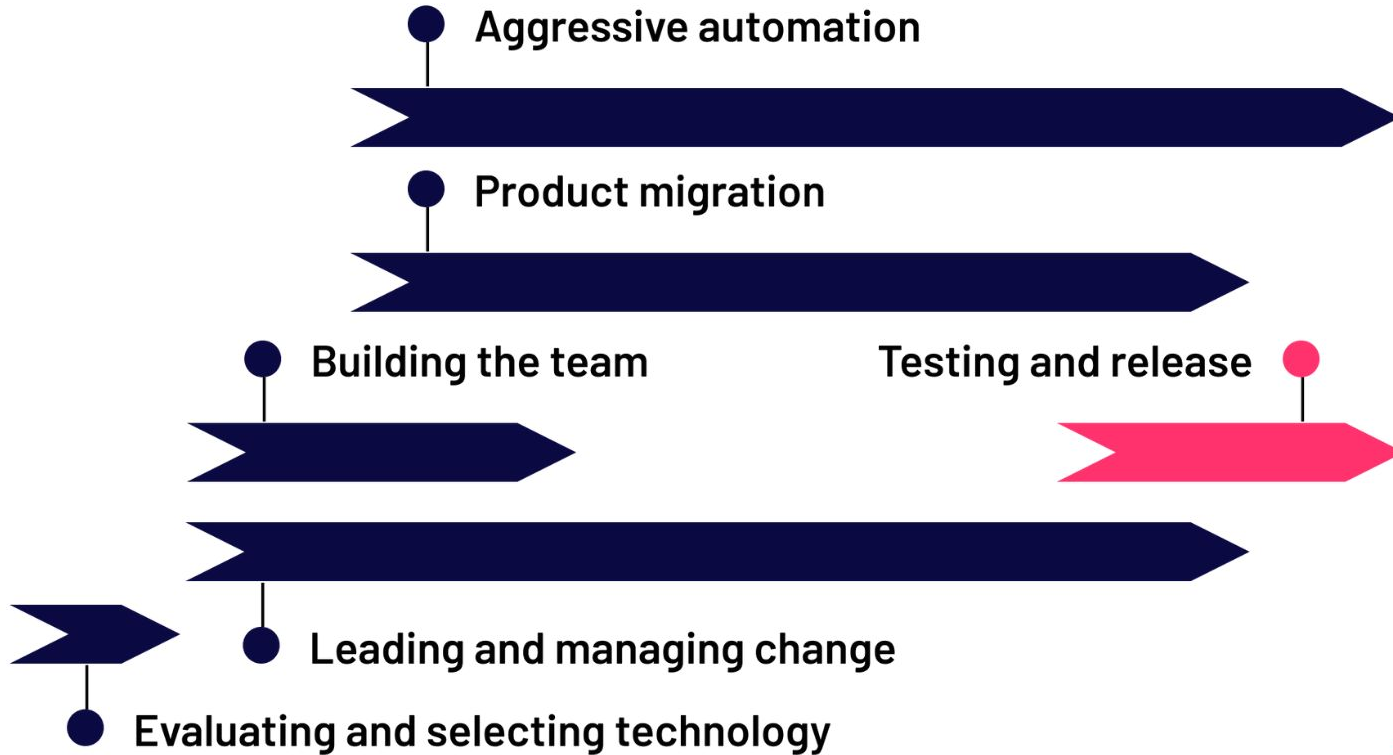 Aggressive automation
Product migration
Building the team
Testing and release
Leading and managing change
Evaluating and selecting technology